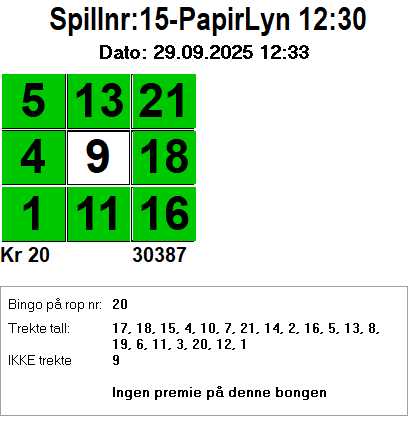 Spillnr:15-PapirLyn 12:30
Dato: 29.09.2025 12:33
5 13 21
4 9 18
1 11 16
Kr 20 30387
Bingo på rop nr: 20
Trekte tall: 17, 18, 15, 4, 10, 7, 21, 14, 2, 16, 5, 13, 8,
19, 6, 11, 3, 20, 12, 1
IKKE trekte 9
Ingen premie på denne bongen